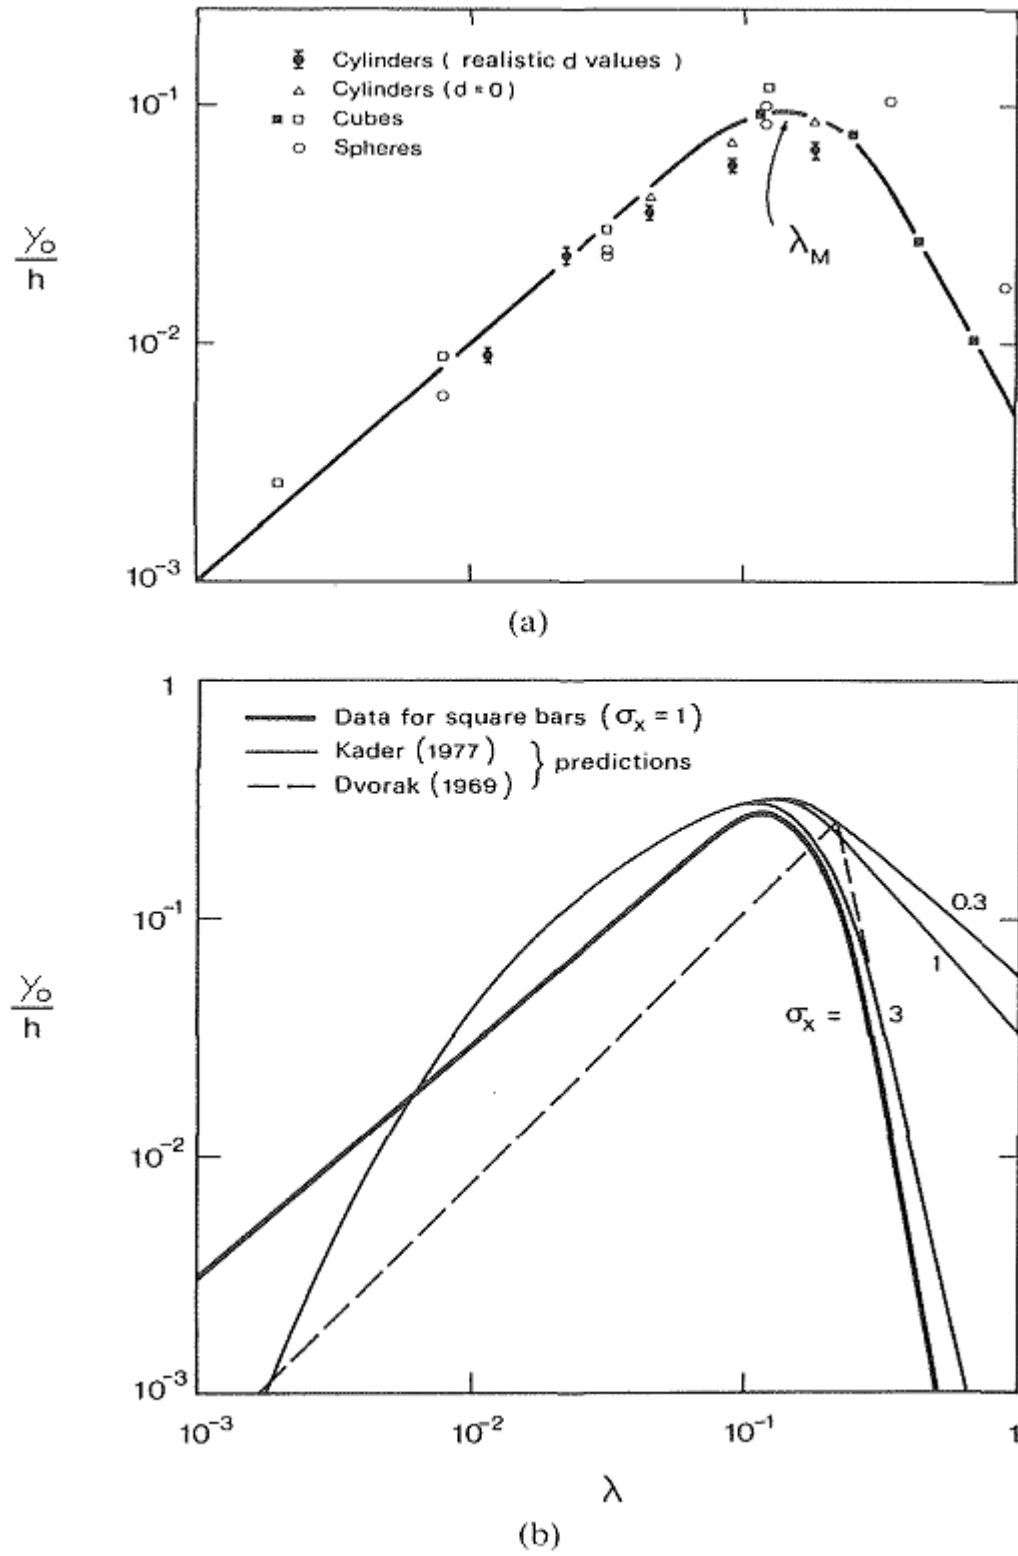 Cylinders ( realistic d values )
Cylinders (d = 0)
Cubes
Spheres
10⁻¹
y₀/h
λ_M
10⁻²
10⁻³
(a)
1
Data for square bars (σₓ = 1)
Kader (1977)
Dvorak (1969)
} predictions
10⁻¹
0.3
1
y₀/h
σₓ = 3
10⁻²
10⁻³
10⁻³ 10⁻² 10⁻¹ 1
λ
(b)